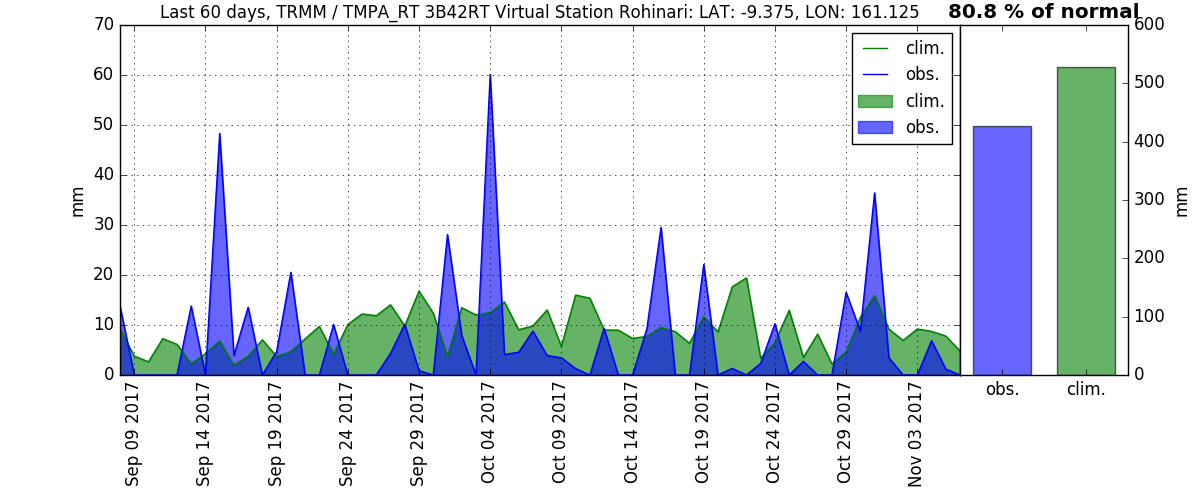 Last 60 days, TRMM / TMPA_RT 3B42RT Virtual Station Rohinari: LAT: -9.375, LON: 161.125
80.8 % of normal
70
60
50
40
30
20
10
0
mm
clim.
obs.
clim.
obs.
600
500
400
300
200
100
0
mm
Sep 09 2017
Sep 14 2017
Sep 19 2017
Sep 24 2017
Sep 29 2017
Oct 04 2017
Oct 09 2017
Oct 14 2017
Oct 19 2017
Oct 24 2017
Oct 29 2017
Nov 03 2017
obs.
clim.